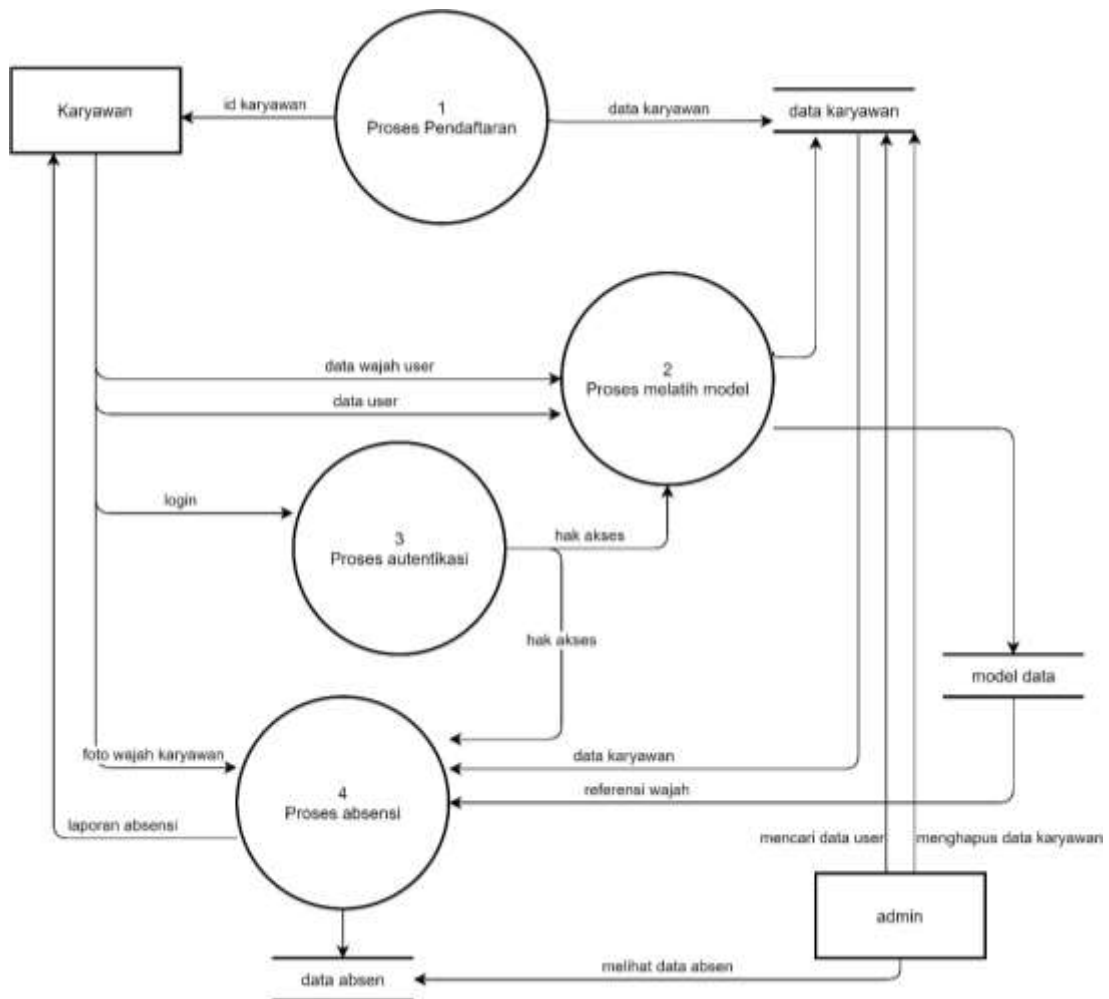 Karyawan
id karyawan
1
Proses Pendaftaran
data karyawan
data karyawan
data wajah user
data user
2
Proses melatih model
login
3
Proses autentikasi
hak akses
hak akses
model data
foto wajah karyawan
data karyawan
referensi wajah
4
Proses absensi
laporan absensi
mencari data user
menghapus data karyawan
admin
melihat data absen
data absen